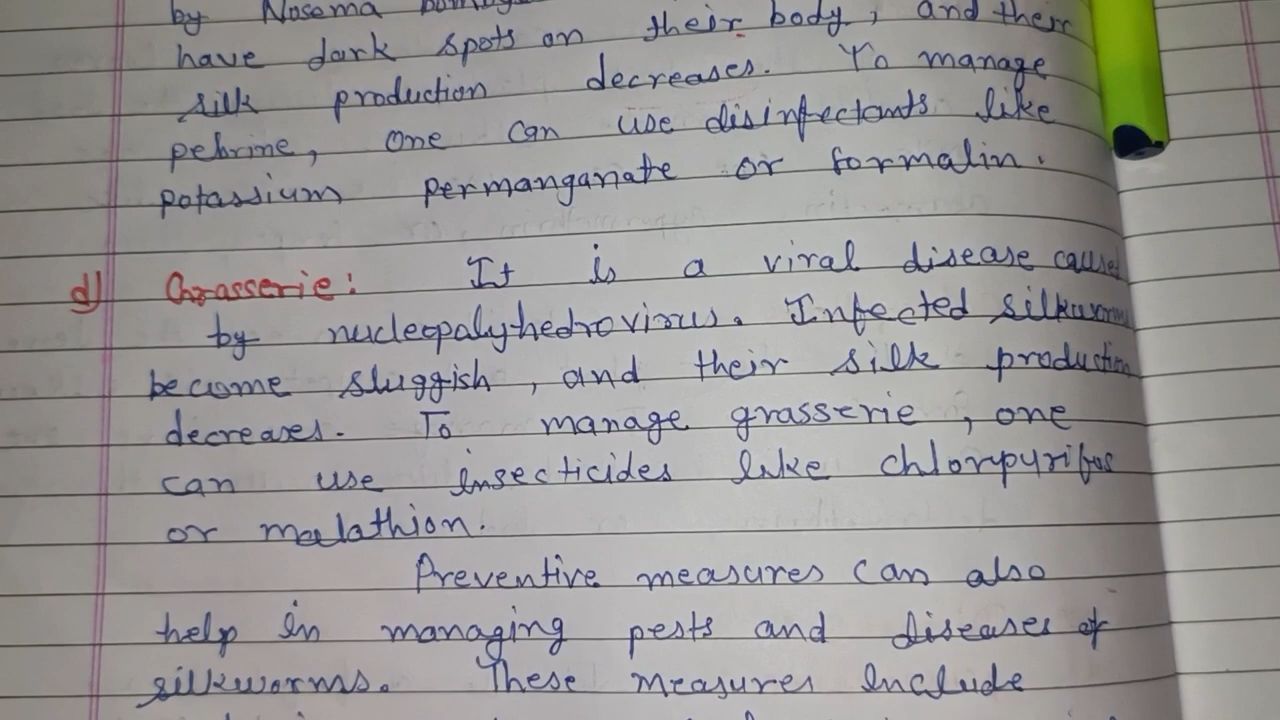 by Nosema
have dark spots on their body, and their
silk production decreases. To manage
pebrine, one can use disinfectants like
potassium permanganate or formalin.
d) Grasserie: It is a viral disease caused
by nucleopolyhedrovirus. Infected silkworms
become sluggish, and their silk production
decreases. To manage grasserie, one
can use insecticides like chlorpyrifos
or malathion.
Preventive measures can also
help in managing pests and diseases of
silkworms. These measures include